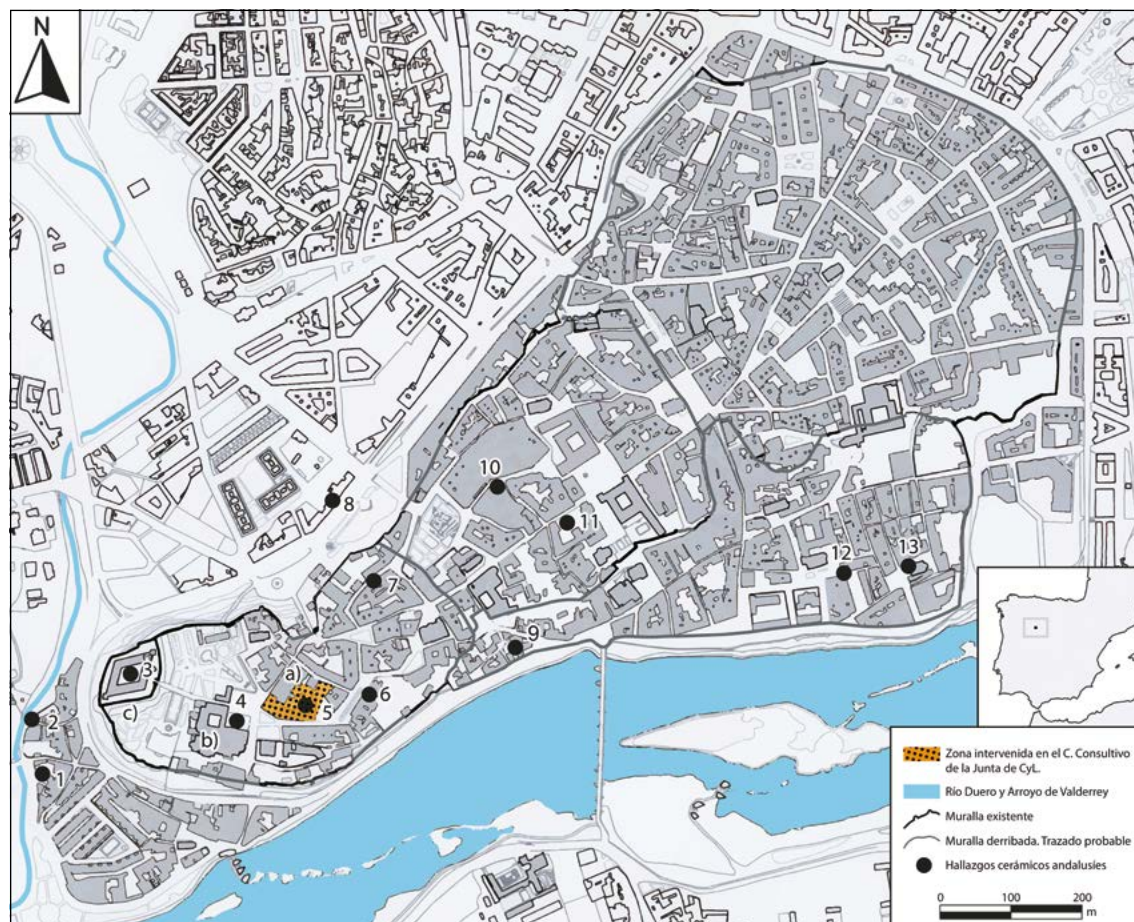 N
10
8
11
12
13
7
9
a)
3
6
4
5
c)
2
b)
1
Zona intervenida en el C. Consultivo
de la Junta de CyL.
Río Duero y Arroyo de Valderrey
Muralla existente
Muralla derribada. Trazado probable
Hallazgos cerámicos andalusíes
0 100 200
m